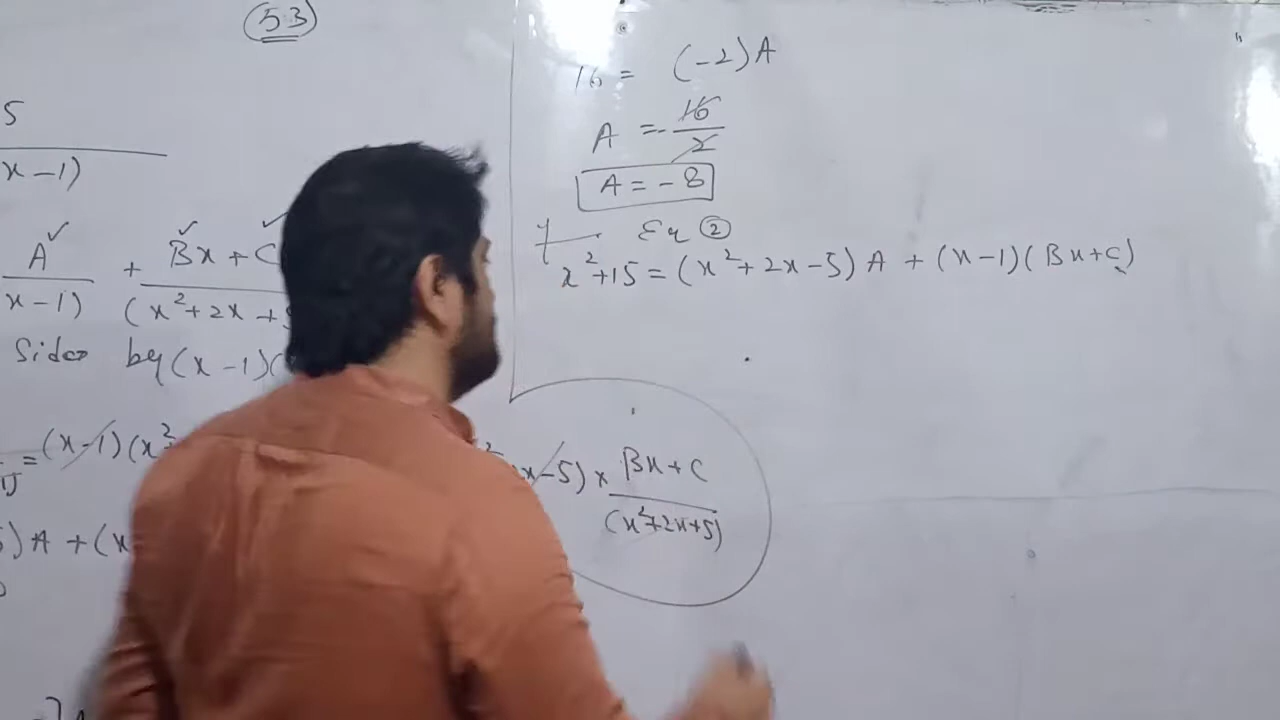 53
5
x-1)
A + Bx+C
x-1) (x²+2x+5
Sides by (x-1)(
=(x-1)(x²
x-5) x Bx+C
(x²+2x+5)
)A+(x
16 = (-2)A
A = -16/2
A = -8
Eq ②
x²+15=(x²+2x-5)A+(x-1)(Bx+C)